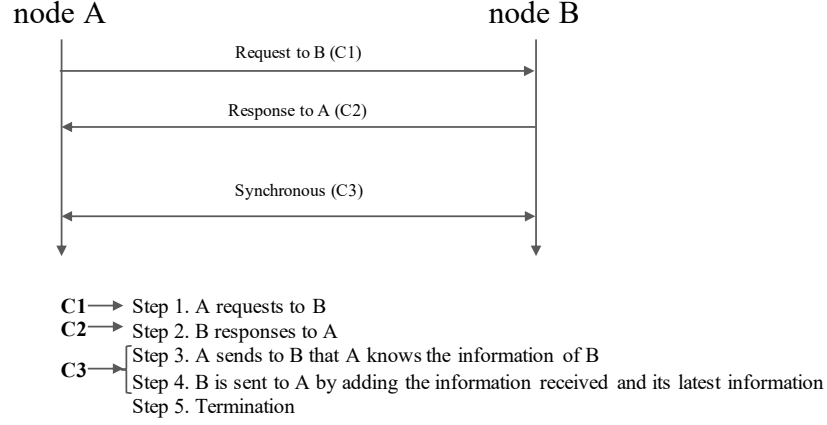 node A
node B
Request to B (C1)
Response to A (C2)
Synchronous (C3)
C1 Step 1. A requests to B
C2 Step 2. B responses to A
C3 Step 3. A sends to B that A knows the information of B
Step 4. B is sent to A by adding the information received and its latest information
Step 5. Termination